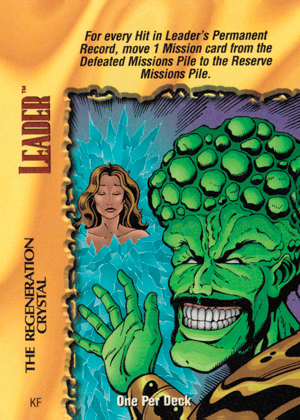 For every Hit in Leader's Permanent
Record, move 1 Mission card from the
Defeated Missions Pile to the Reserve
Missions Pile.
LEADER™
THE REGENERATION
CRYSTAL
KF
One Per Deck